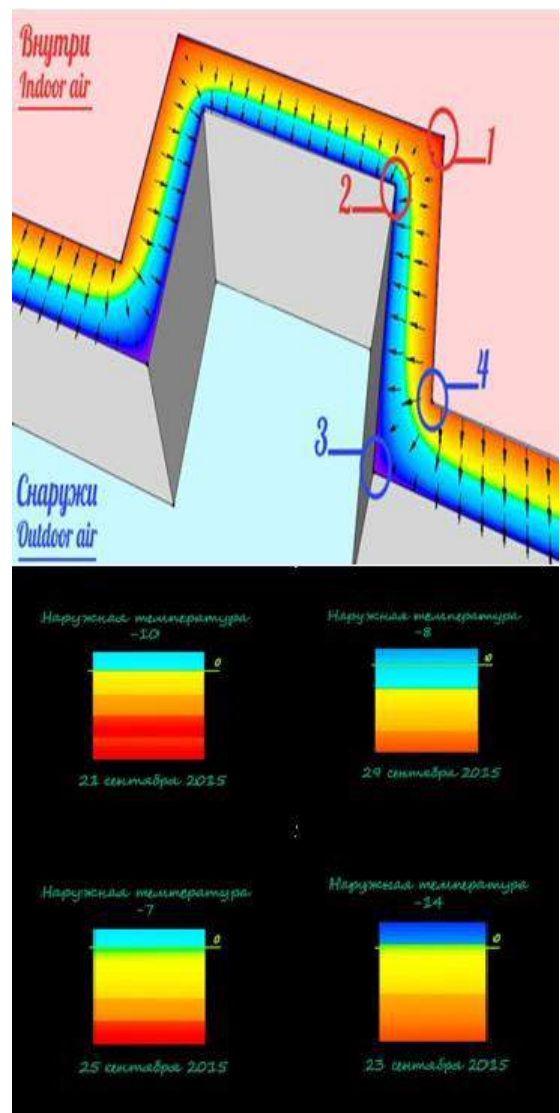 Внутри
Indoor air
1
2
4
3
Снаружи
Outdoor air
Наружная температура
-10
0
21 сентября 2015
Наружная температура
-8
0
29 сентября 2015
Наружная температура
-7
0
25 сентября 2015
Наружная температура
-14
0
23 сентября 2015